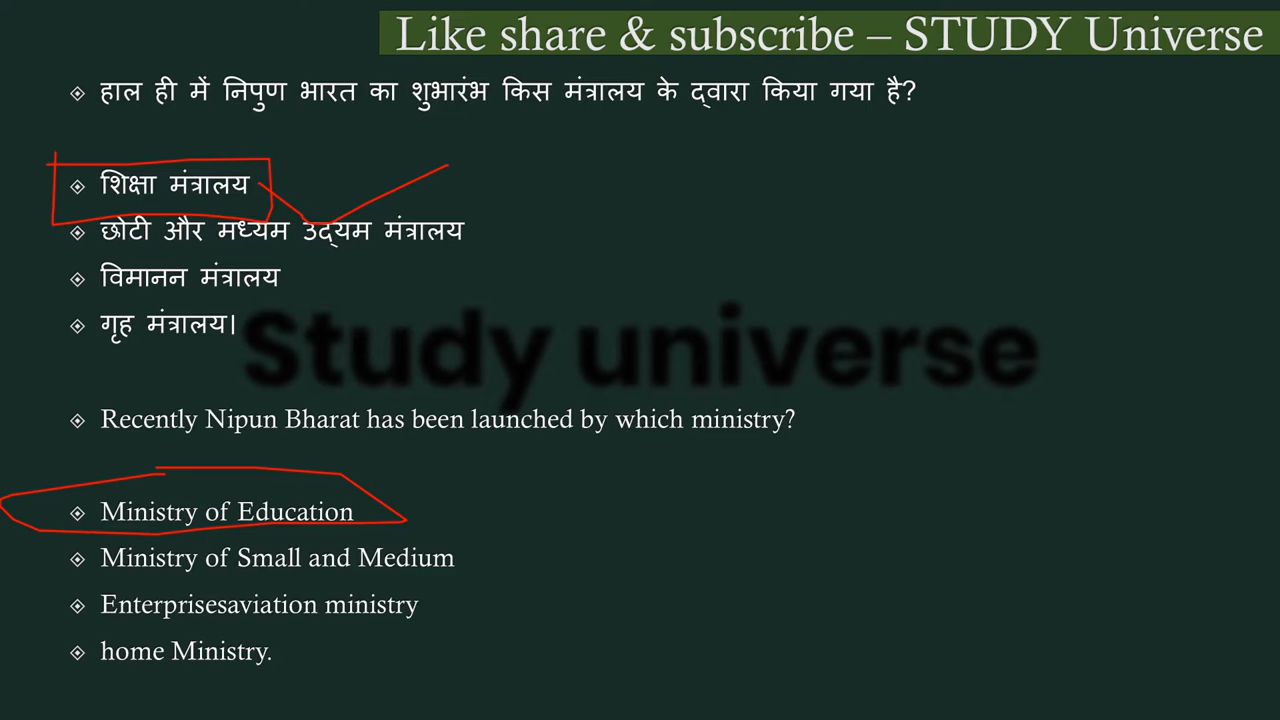 Like share & subscribe – STUDY Universe
हाल ही में निपुण भारत का शुभारंभ किस मंत्रालय के द्वारा किया गया है?
शिक्षा मंत्रालय
छोटी और मध्यम उद्यम मंत्रालय
विमानन मंत्रालय
गृह मंत्रालय।
Study universe
Recently Nipun Bharat has been launched by which ministry?
Ministry of Education
Ministry of Small and Medium
Enterprisesaviation ministry
home Ministry.